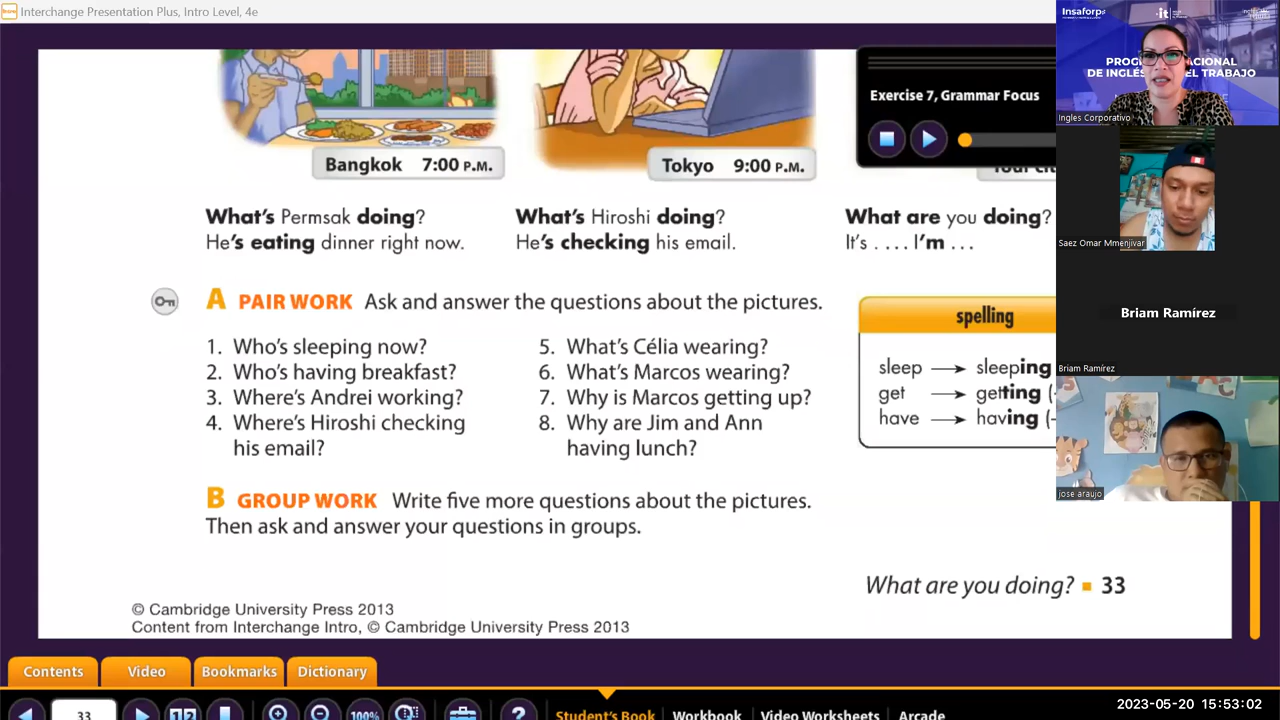 Interchange Presentation Plus, Intro Level, 4e
Insaforp
PROG
ACIONAL
DE INGLÉS
EL TRABAJO
Ingles Corporativo
Exercise 7, Grammar Focus
Bangkok 7:00 P.M.
Tokyo 9:00 P.M.
What's Permsak doing?
He's eating dinner right now.
What's Hiroshi doing?
He's checking his email.
What are you doing?
It's . . . . I'm . . .
Saez Omar Mmenjivar
A PAIR WORK Ask and answer the questions about the pictures.
1. Who's sleeping now?
2. Who's having breakfast?
3. Where's Andrei working?
4. Where's Hiroshi checking
his email?
5. What's Célia wearing?
6. What's Marcos wearing?
7. Why is Marcos getting up?
8. Why are Jim and Ann
having lunch?
spelling
sleep → sleeping
get → getting (
have → having (
Briam Ramírez
Briam Ramírez
jose araujo
B GROUP WORK Write five more questions about the pictures.
Then ask and answer your questions in groups.
What are you doing? ▪ 33
© Cambridge University Press 2013
Content from Interchange Intro, © Cambridge University Press 2013
Contents
Video
Bookmarks
Dictionary
33
100%
?
Student's Book
Workbook
Video Worksheets
Arcade
2023-05-20 15:53:02